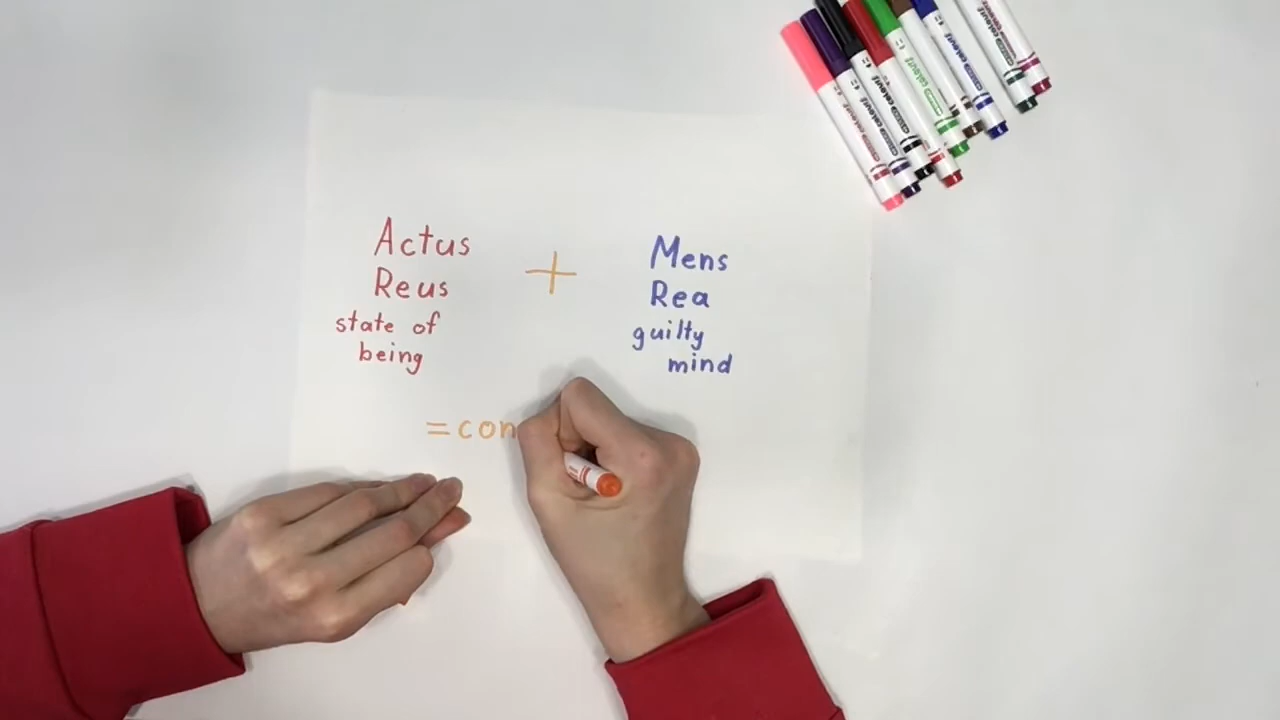 Actus
Reus
state of
being
+
Mens
Rea
guilty
mind
= con